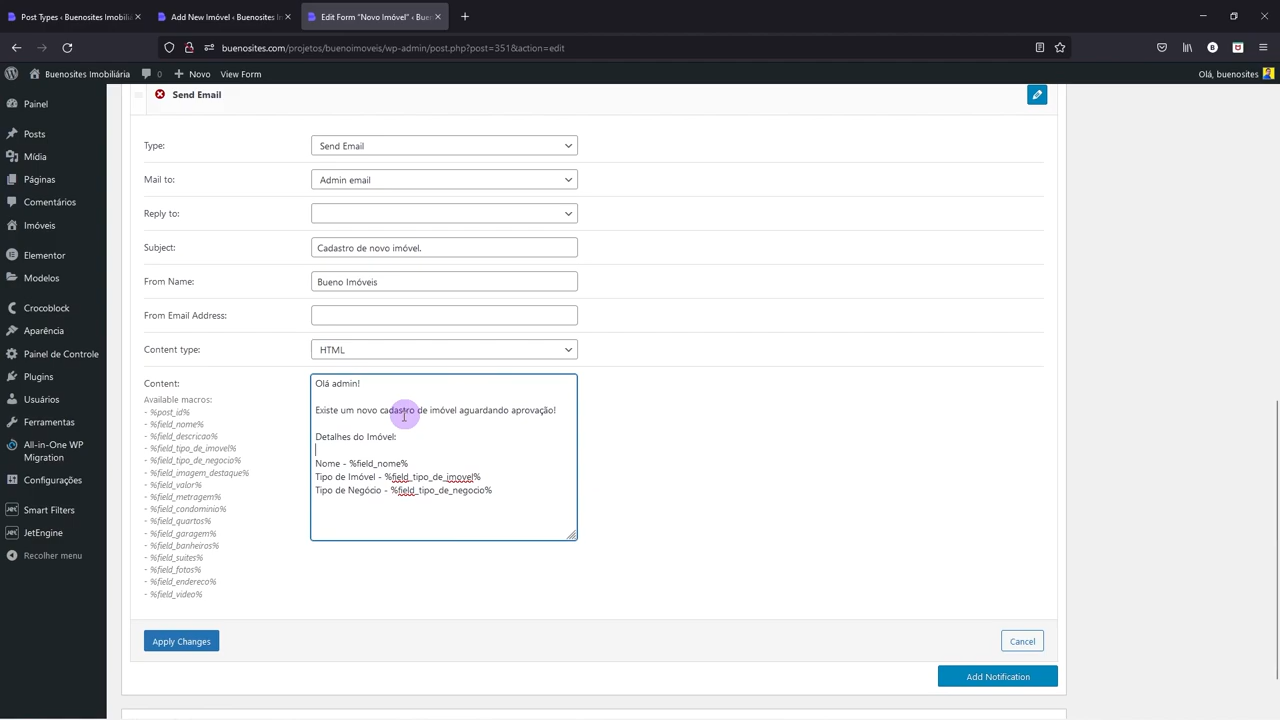 Post Types ‹ Buenosites Imobiliá
Add New Imóvel ‹ Buenosites Im
Edit Form "Novo Imóvel" ‹ Buen
buenosites.com/projetos/buenoimoveis/wp-admin/post.php?post=351&action=edit
Buenosites Imobiliária
0
Novo
View Form
Olá, buenosites
Painel
Posts
Mídia
Páginas
Comentários
Imóveis
Elementor
Modelos
Crocoblock
Aparência
Painel de Controle
Plugins
Usuários
Ferramentas
All-in-One WP
Migration
Configurações
Smart Filters
JetEngine
Recolher menu
Send Email
Type:
Send Email
Mail to:
Admin email
Reply to:
Subject:
Cadastro de novo imóvel.
From Name:
Bueno Imóveis
From Email Address:
Content type:
HTML
Content:
Available macros:
- %post_id%
- %field_nome%
- %field_descricao%
- %field_tipo_de_imovel%
- %field_tipo_de_negocio%
- %field_imagem_destaque%
- %field_valor%
- %field_metragem%
- %field_condominio%
- %field_quartos%
- %field_garagem%
- %field_banheiros%
- %field_suites%
- %field_fotos%
- %field_endereco%
- %field_video%
Olá admin!
Existe um novo cadastro de imóvel aguardando aprovação!
Detalhes do Imóvel:
Nome - %field_nome%
Tipo de Imóvel - %field_tipo_de_imovel%
Tipo de Negócio - %field_tipo_de_negocio%
Apply Changes
Cancel
Add Notification